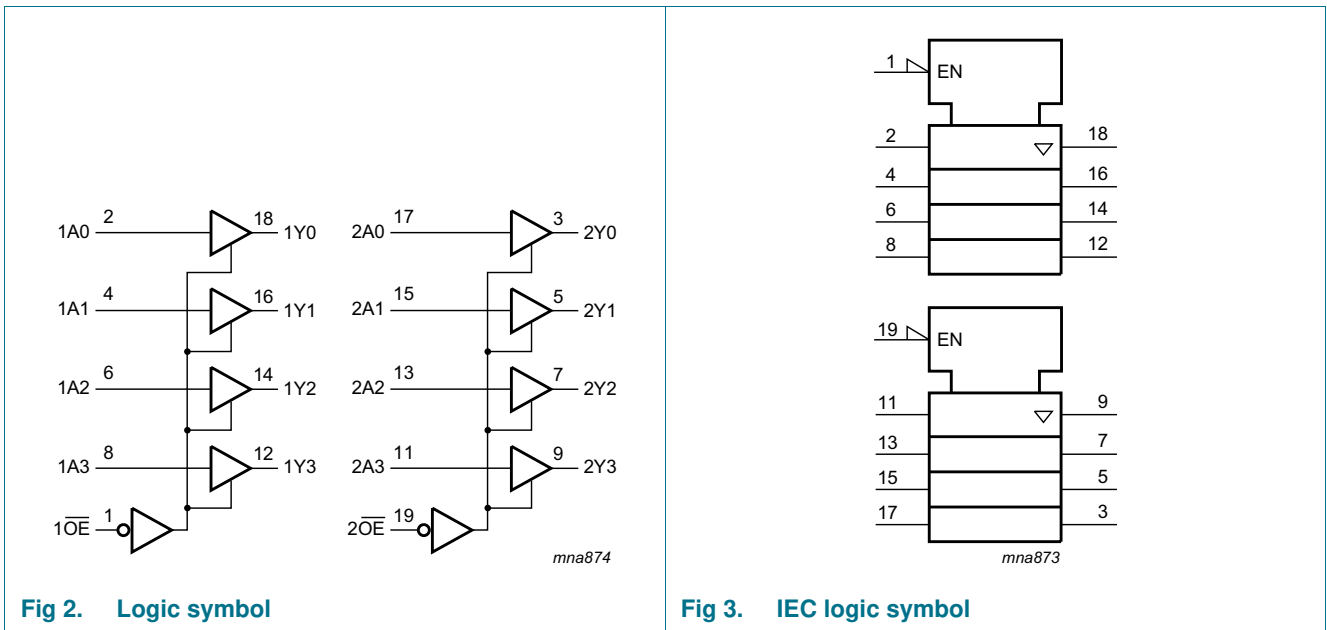 1A0 2 18 1Y0
2A0 17 3 2Y0
1A1 4 16 1Y1
2A1 15 5 2Y1
1A2 6 14 1Y2
2A2 13 7 2Y2
1A3 8 12 1Y3
2A3 11 9 2Y3
1O̅E̅ 1
2O̅E̅ 19
mna874
Fig 2. Logic symbol
1 EN
2 18
4 16
6 14
8 12
19 EN
11 9
13 7
15 5
17 3
mna873
Fig 3. IEC logic symbol